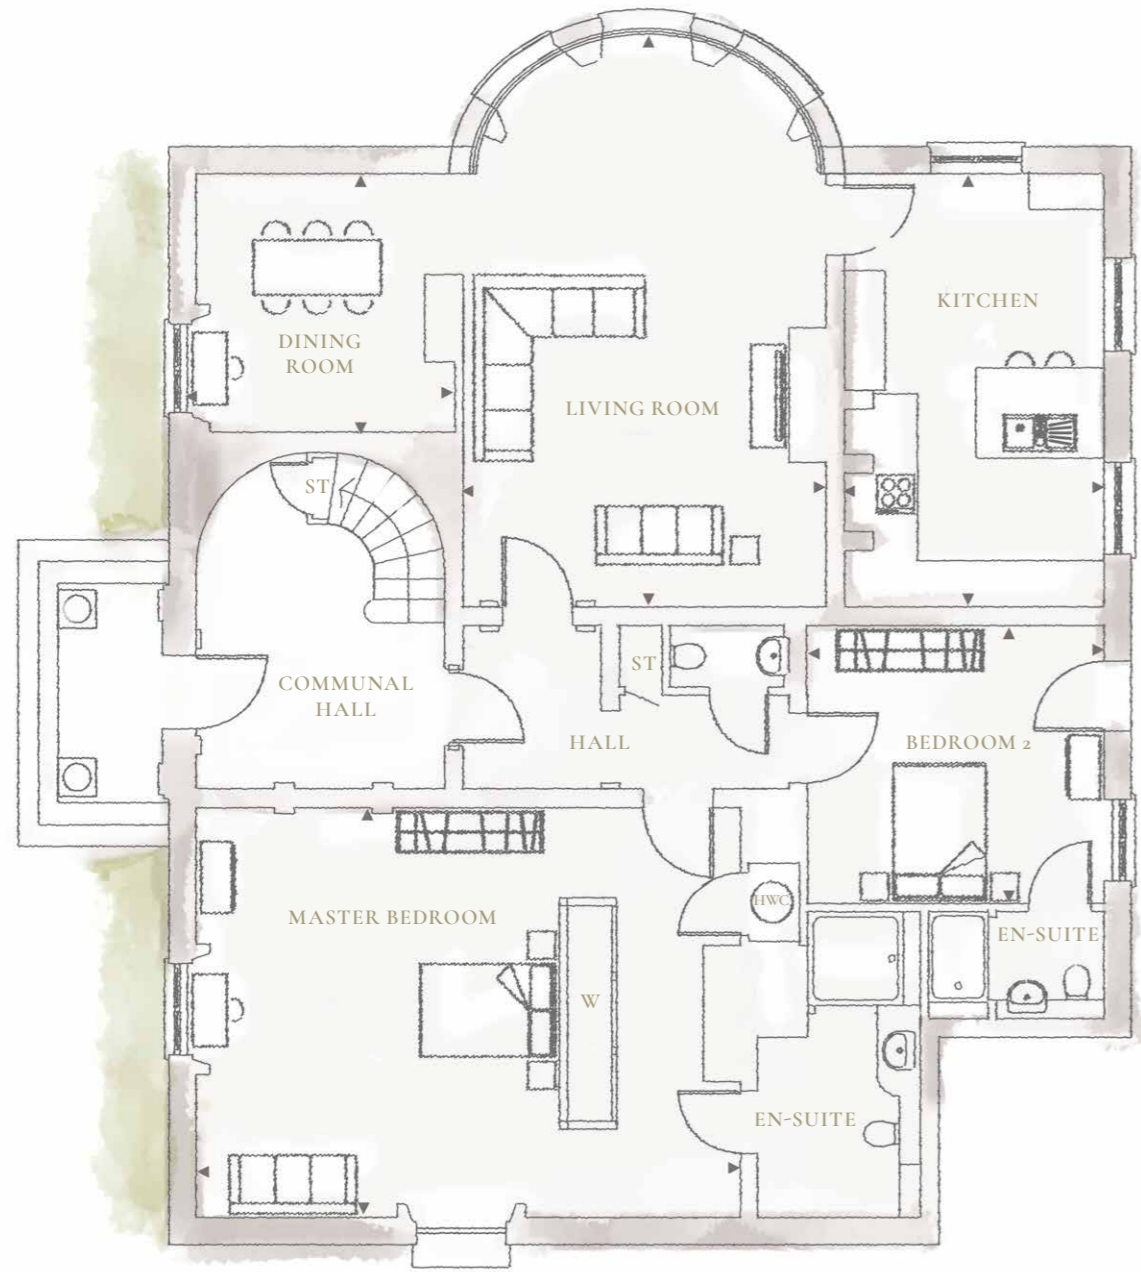 KITCHEN
DINING
ROOM
LIVING ROOM
ST
ST
COMMUNAL
HALL
HALL
BEDROOM 2
HWC
MASTER BEDROOM
EN-SUITE
W
EN-SUITE